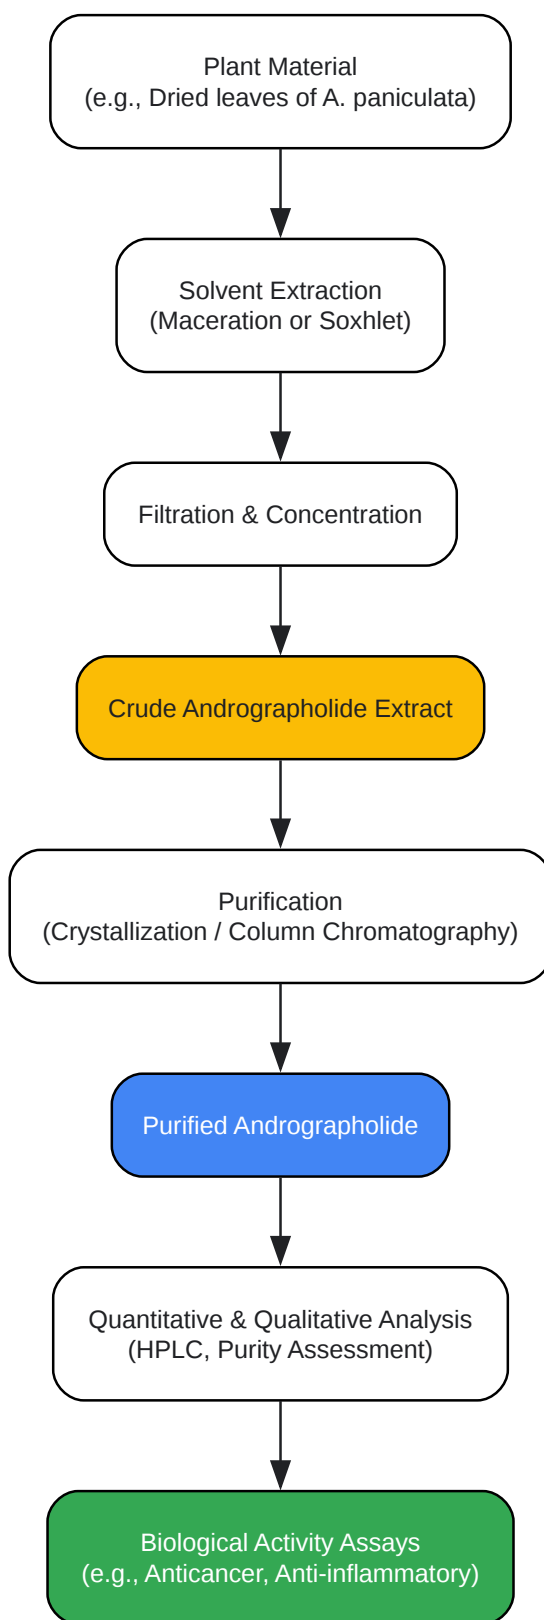 Plant Material
(e.g., Dried leaves of A. paniculata)
Solvent Extraction
(Maceration or Soxhlet)
Filtration & Concentration
Crude Andrographolide Extract
Purification
(Crystallization / Column Chromatography)
Purified Andrographolide
Quantitative & Qualitative Analysis
(HPLC, Purity Assessment)
Biological Activity Assays
(e.g., Anticancer, Anti-inflammatory)